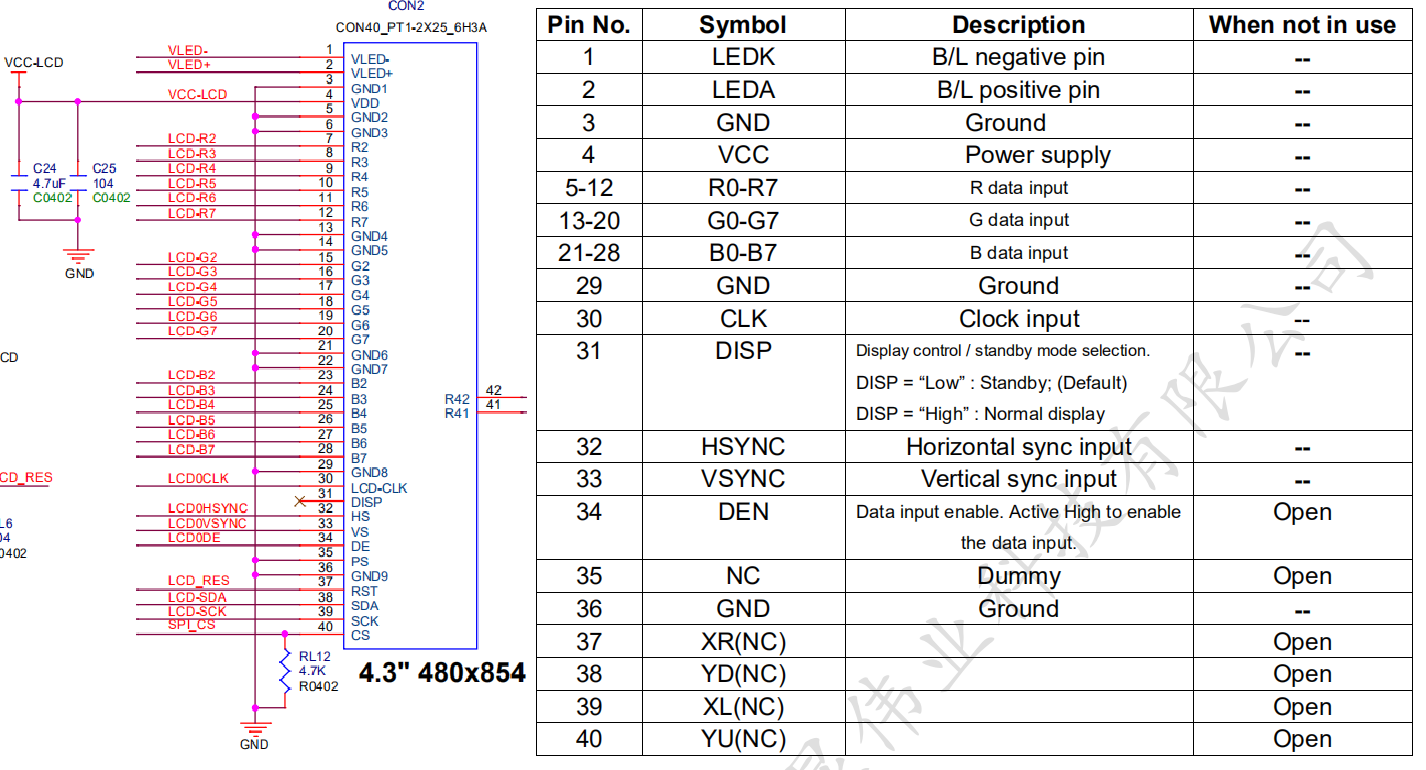 CON2
CON40_PT1-2X25_6H3A
VCC-LCD
VLED- 1 VLED-
VLED+ 2 VLED+
3 GND1
VCC-LCD 4 VDD
5 GND2
6 GND3
LCD-R2 7 R2
LCD-R3 8 R3
LCD-R4 9 R4
LCD-R5 10 R5
LCD-R6 11 R6
LCD-R7 12 R7
13 GND4
14 GND5
LCD-G2 15 G2
LCD-G3 16 G3
LCD-G4 17 G4
LCD-G5 18 G5
LCD-G6 19 G6
LCD-G7 20 G7
21 GND6
22 GND7
LCD-B2 23 B2
LCD-B3 24 B3
LCD-B4 25 B4
LCD-B5 26 B5
LCD-B6 27 B6
LCD-B7 28 B7
29 GND8
LCD0CLK 30 LCD-CLK
31 DISP
LCD0HSYNC 32 HS
LCD0VSYNC 33 VS
LCD0DE 34 DE
35 PS
36 GND9
LCD_RES 37 RST
LCD-SDA 38 SDA
LCD-SCK 39 SCK
SPI_CS 40 CS
R42 42
R41 41
C24
4.7uF
C0402
C25
104
C0402
GND
CD
CD_RES
L6
04
0402
RL12
4.7K
R0402
GND
4.3" 480x854
Pin No. Symbol Description When not in use
1 LEDK B/L negative pin --
2 LEDA B/L positive pin --
3 GND Ground --
4 VCC Power supply --
5-12 R0-R7 R data input --
13-20 G0-G7 G data input --
21-28 B0-B7 B data input --
29 GND Ground --
30 CLK Clock input --
31 DISP Display control / standby mode selection. --
DISP = “Low” : Standby; (Default)
DISP = “High” : Normal display
32 HSYNC Horizontal sync input --
33 VSYNC Vertical sync input --
34 DEN Data input enable. Active High to enable Open
the data input.
35 NC Dummy Open
36 GND Ground --
37 XR(NC) Open
38 YD(NC) Open
39 XL(NC) Open
40 YU(NC) Open
伟业科技有限公司